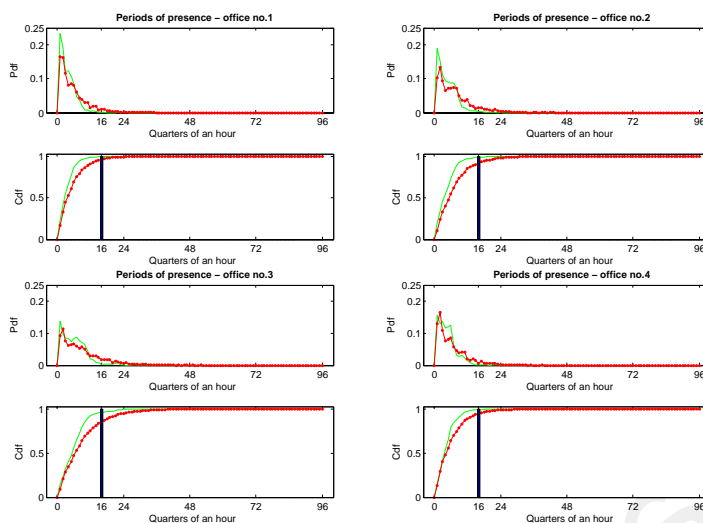 Periods of presence – office no.1
0.25
0.2
0.1
0
Pdf
0 16 24 48 72 96
Quarters of an hour
1
0.5
0
Cdf
0 16 24 48 72 96
Quarters of an hour
Periods of presence – office no.2
0.25
0.2
0.1
0
Pdf
0 16 24 48 72 96
Quarters of an hour
1
0.5
0
Cdf
0 16 24 48 72 96
Quarters of an hour
Periods of presence – office no.3
0.25
0.2
0.1
0
Pdf
0 16 24 48 72 96
Quarters of an hour
1
0.5
0
Cdf
0 16 24 48 72 96
Quarters of an hour
Periods of presence – office no.4
0.25
0.2
0.1
0
Pdf
0 16 24 48 72 96
Quarters of an hour
1
0.5
0
Cdf
0 16 24 48 72 96
Quarters of an hour